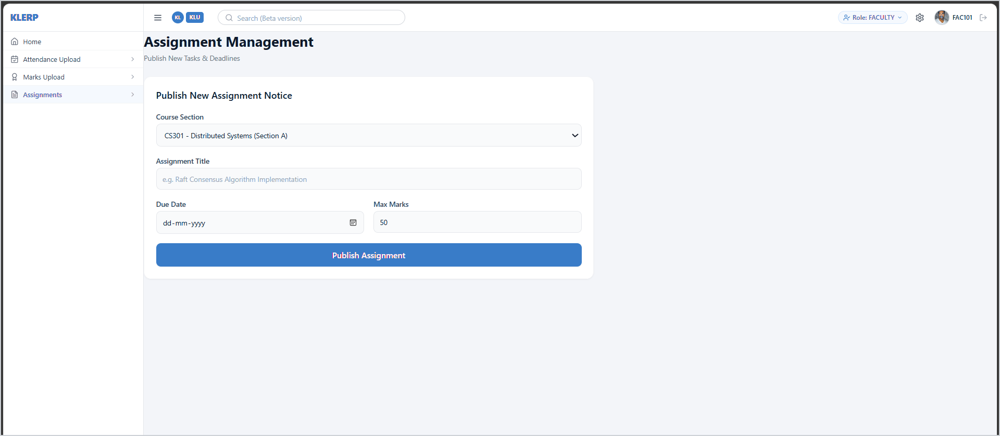 KLERP
KL KLU
Search (Beta version)
Role: FACULTY
FAC101
Home
Attendance Upload
Marks Upload
Assignments
Assignment Management
Publish New Tasks & Deadlines
Publish New Assignment Notice
Course Section
CS301 - Distributed Systems (Section A)
Assignment Title
e.g. Raft Consensus Algorithm Implementation
Due Date
Max Marks
dd-mm-yyyy
50
Publish Assignment